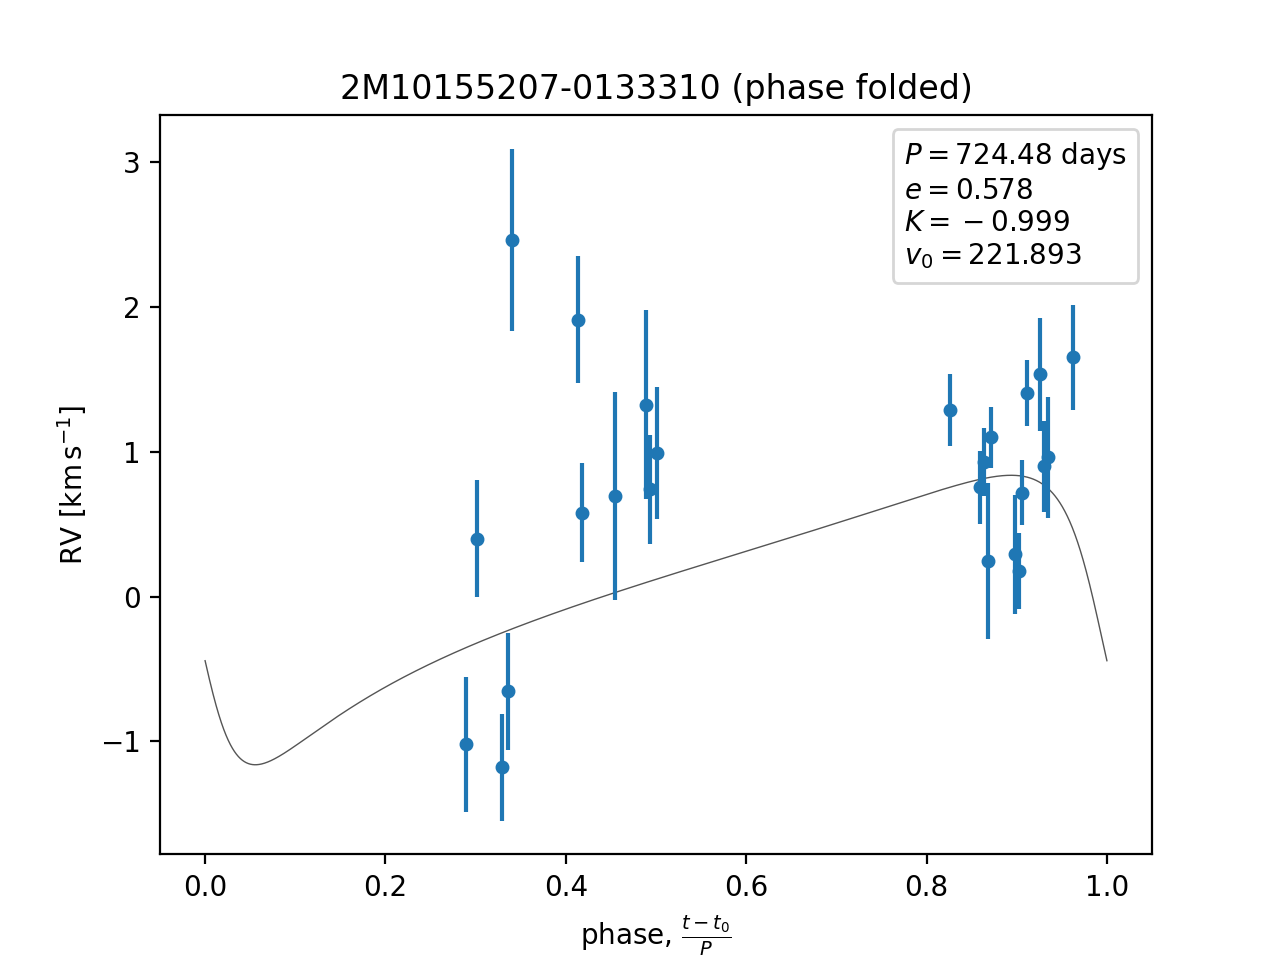 2M10155207-0133310 (phase folded)
P = 724.48 days
e = 0.578
K = −0.999
v₀ = 221.893
3
2
1
0
−1
RV [km s⁻¹]
0.0 0.2 0.4 0.6 0.8 1.0
phase, (t − t₀)/P